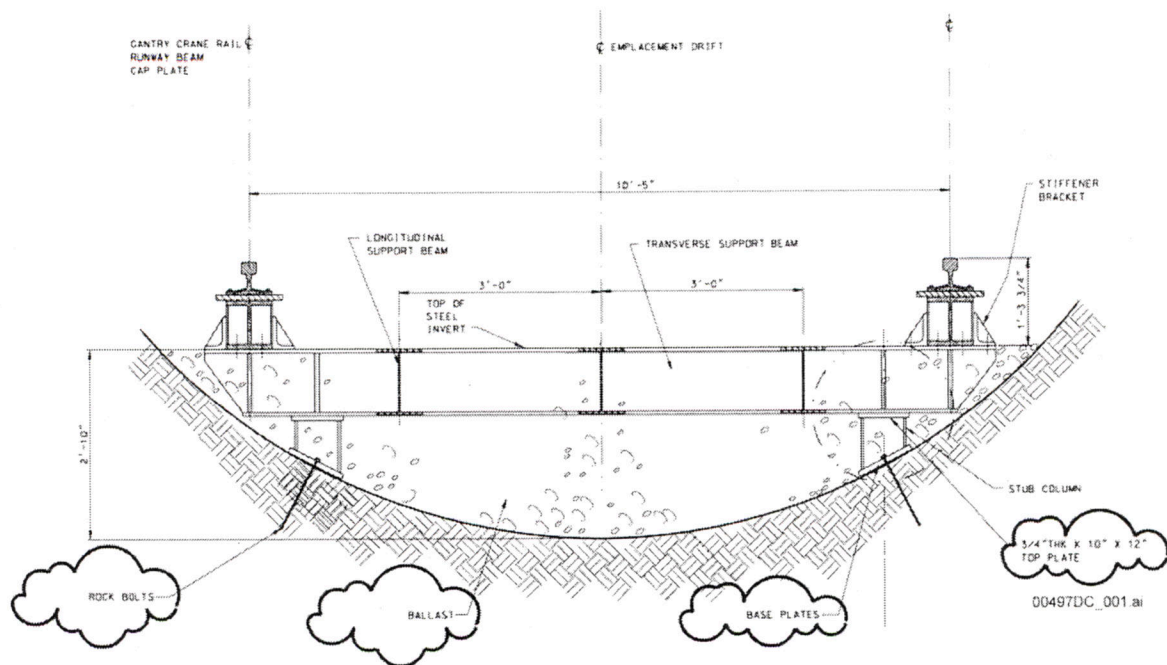 GANTRY CRANE RAIL
RUNWAY BEAM
CAP PLATE
℄
℄ EMPLACEMENT DRIFT
℄
10'-5"
STIFFENER
BRACKET
LONGITUDINAL
SUPPORT BEAM
TRANSVERSE SUPPORT BEAM
3'-0"
3'-0"
TOP OF
STEEL
INVERT
1'-3 3/4"
2'-10"
STUB COLUMN
3/4"THK X 10" X 12"
TOP PLATE
ROCK BOLTS
BALLAST
BASE PLATES
00497DC_001.ai